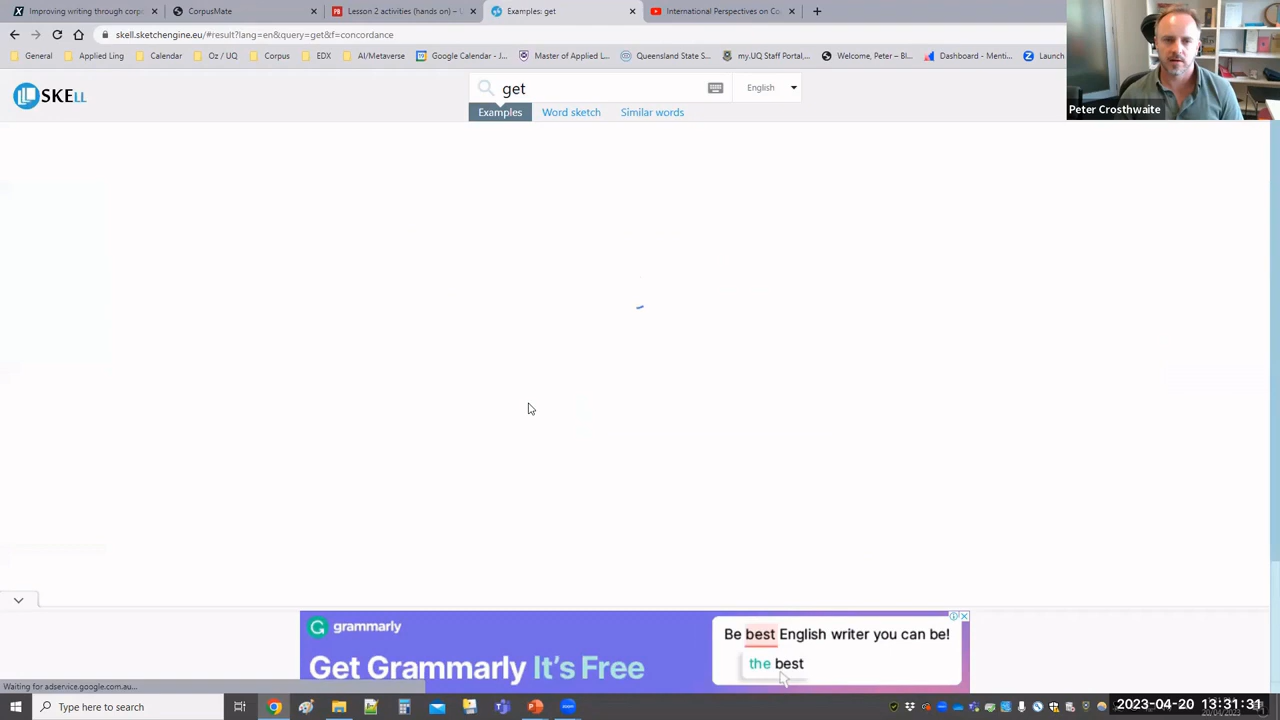 Improving writing through corp
CorpusMate
Lesson 2 activities (hands on) – 
Examples: get
International Perspectives on Co
skell.sketchengine.eu/#result?lang=en&query=get&f=concordance
General
Applied Ling
Calendar
Oz / UQ
Corpus
EDX
AI/Metaverse
Google Calendar - J...
Master of Applied L...
Queensland State S...
my.UQ Staff Portal,...
Welcome, Peter – Bl...
Dashboard - Menti...
Launch
SKELL
get
English
Examples
Word sketch
Similar words
Peter Crosthwaite
grammarly
Get Grammarly It's Free
Be best English writer you can be!
the best
Waiting for adservice.google.com.au...
Type here to search
2023-04-20 13:31:31